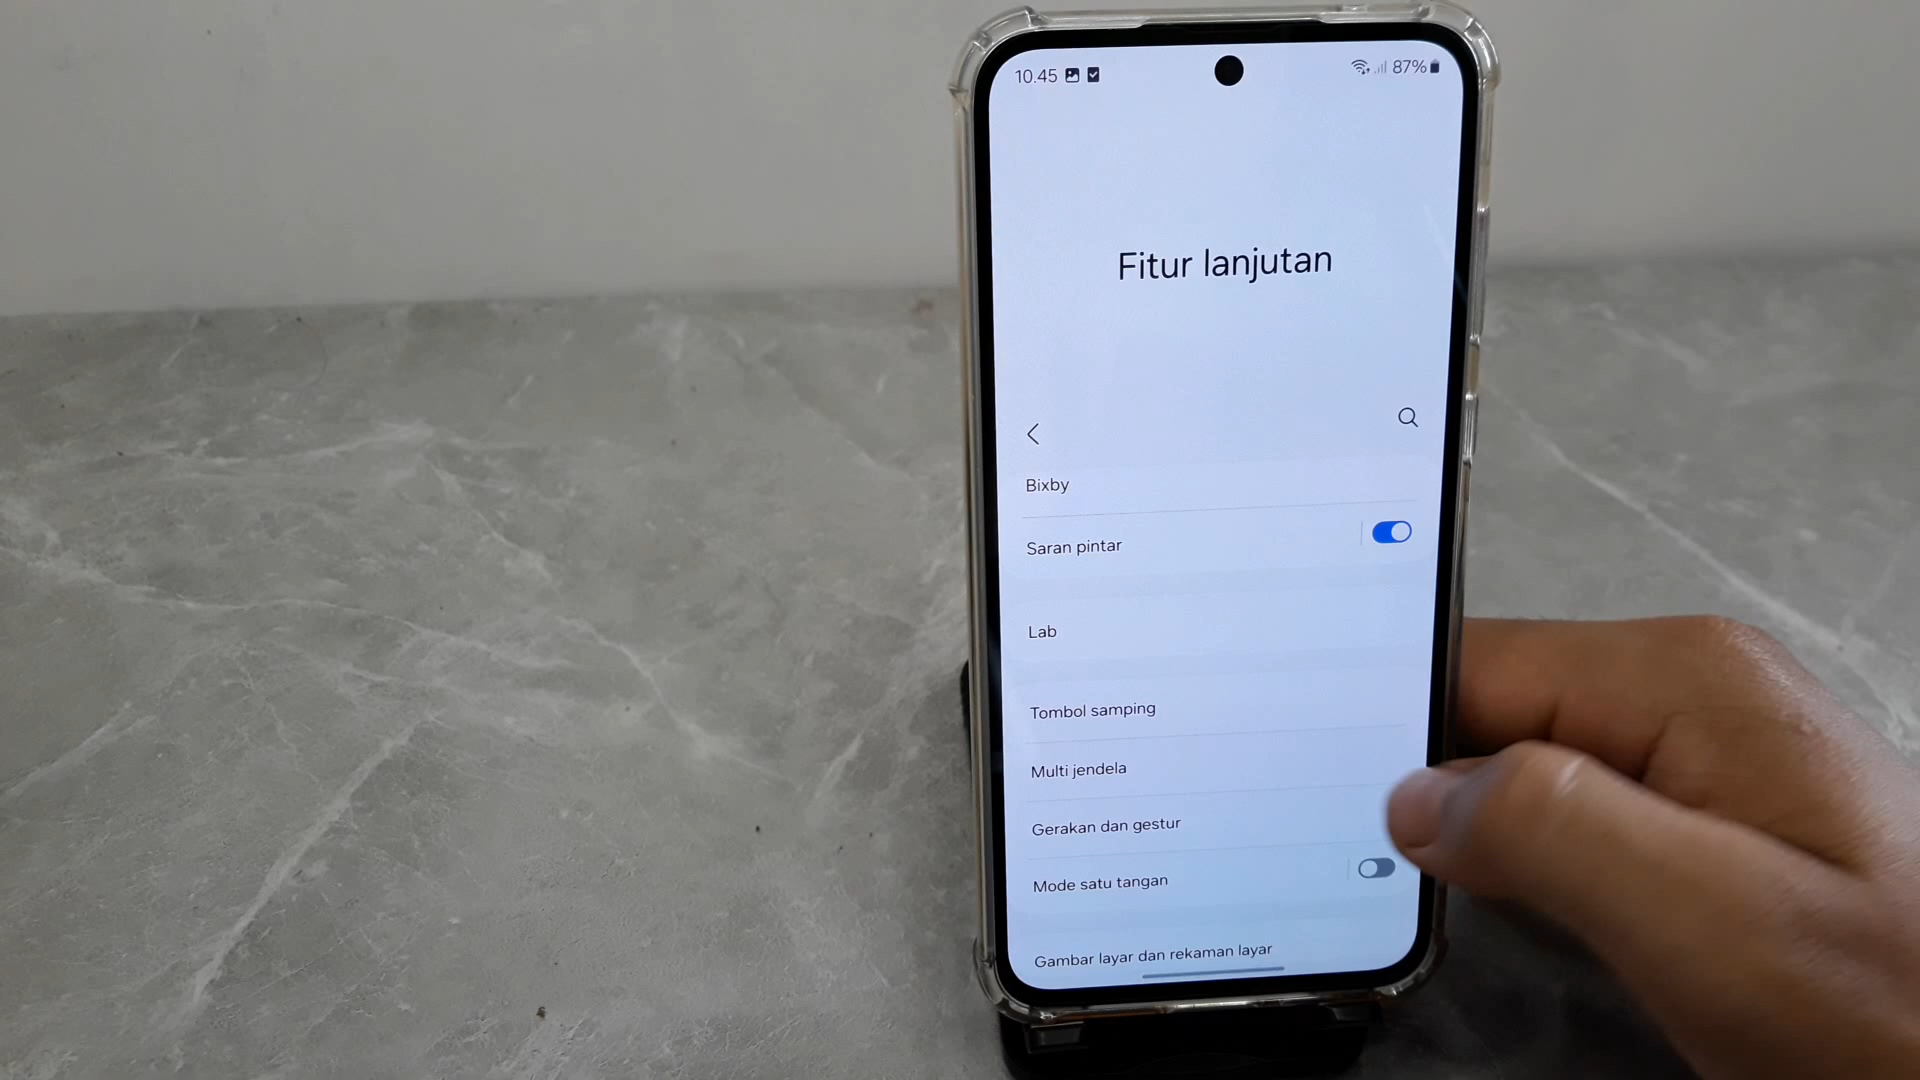 10.45
87%
Fitur lanjutan
Bixby
Saran pintar
Lab
Tombol samping
Multi jendela
Gerakan dan gestur
Mode satu tangan
Gambar layar dan rekaman layar